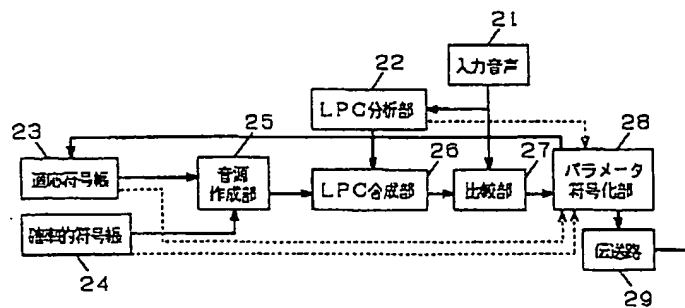 21
入力音声
22
LPC分析部
23
適応符号帳
25
音源
作成部
26
LPC合成部
27
比較部
28
パラメータ
符号化部
確率的符号帳
24
伝送路
29